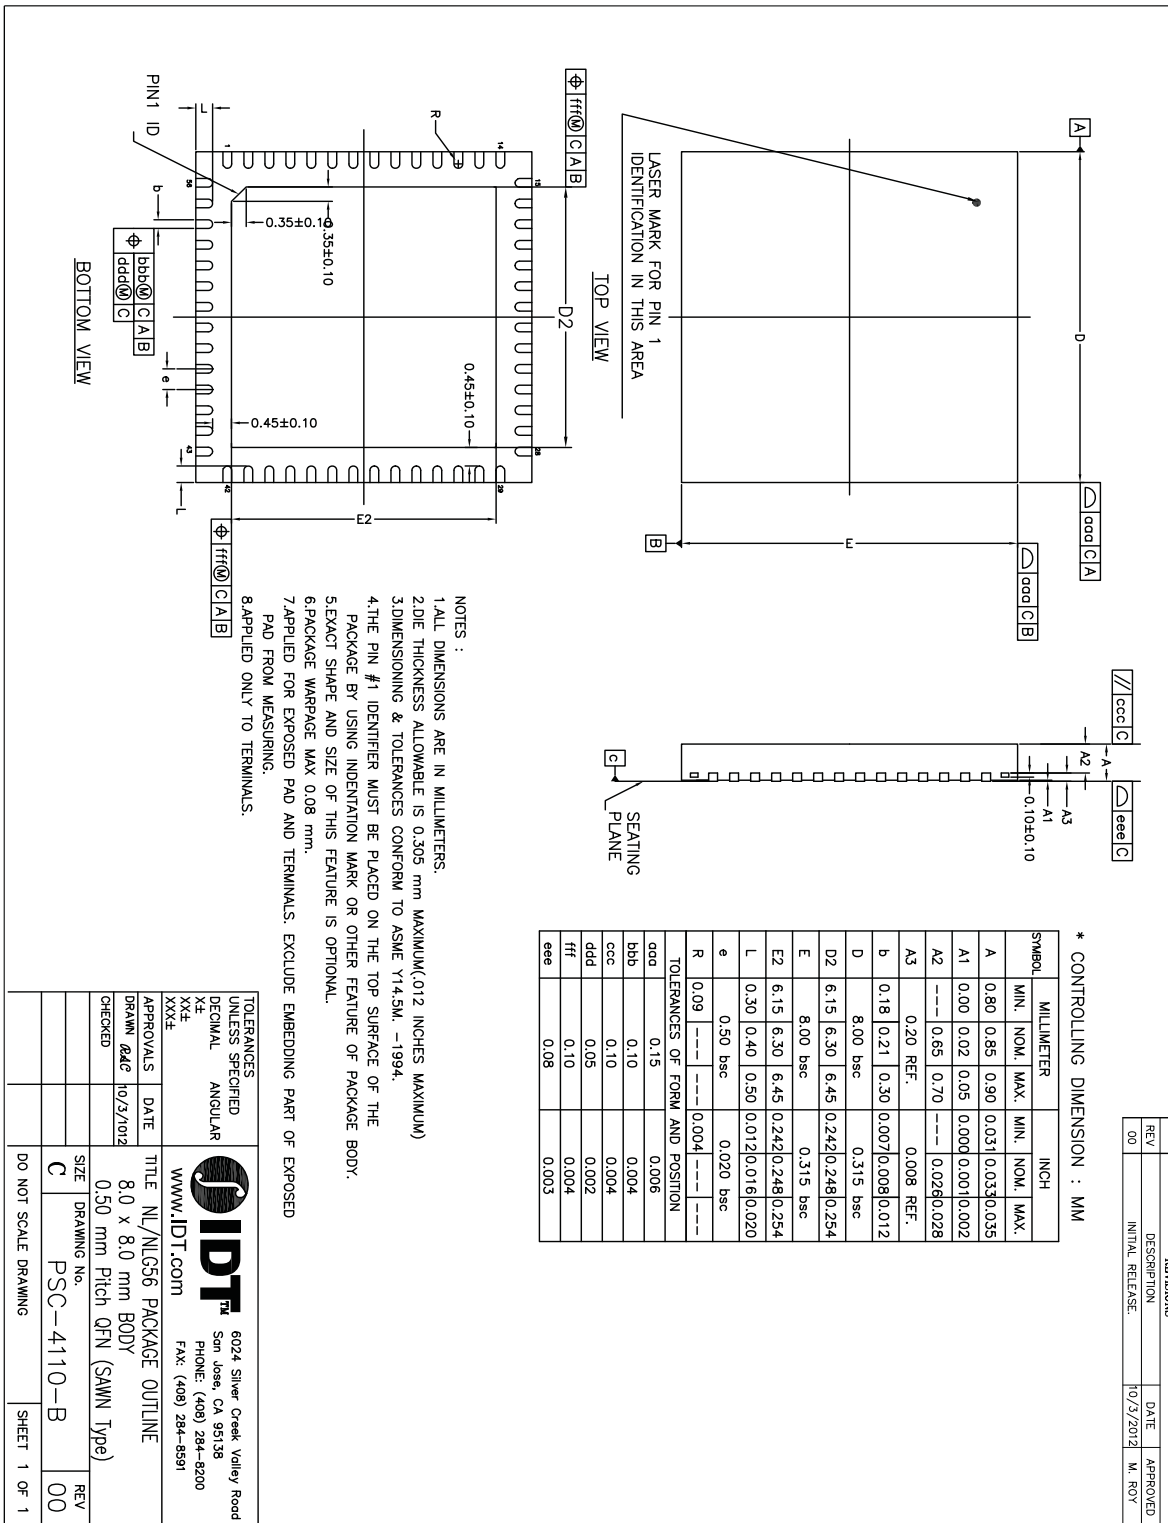 REV DESCRIPTION DATE APPROVED
00 INITIAL RELEASE. 10/3/2012 M. ROY
D
A
aaa C A
aaa C B
E
B
LASER MARK FOR PIN 1
IDENTIFICATION IN THIS AREA
TOP VIEW
// ccc C
eee C
A
A2
A3
A1
0.10±0.10
C
SEATING
PLANE
* CONTROLLING DIMENSION : MM
SYMBOL MILLIMETER INCH
MIN. NOM. MAX. MIN. NOM. MAX.
A 0.80 0.85 0.90 0.031 0.033 0.035
A1 0.00 0.02 0.05 0.000 0.001 0.002
A2 --- 0.65 0.70 --- 0.026 0.028
A3 0.20 REF. 0.008 REF.
b 0.18 0.21 0.30 0.007 0.008 0.012
D 8.00 bsc 0.315 bsc
D2 6.15 6.30 6.45 0.242 0.248 0.254
E 8.00 bsc 0.315 bsc
E2 6.15 6.30 6.45 0.242 0.248 0.254
L 0.30 0.40 0.50 0.012 0.016 0.020
e 0.50 bsc 0.020 bsc
R 0.09 --- --- 0.004 --- ---
TOLERANCES OF FORM AND POSITION
aaa 0.15 0.006
bbb 0.10 0.004
ccc 0.10 0.004
ddd 0.05 0.002
fff 0.10 0.004
eee 0.08 0.003
⌖ fffⓂ C A B
D2
R
14
15
1
56
28
29
43
42
PIN1 ID
L
b
0.35±0.10
0.35±0.10
0.45±0.10
0.45±0.10
e
L
E2
⌖ bbbⓂ C A B
dddⓂ C
⌖ fffⓂ C A B
BOTTOM VIEW
NOTES :
1.ALL DIMENSIONS ARE IN MILLIMETERS.
2.DIE THICKNESS ALLOWABLE IS 0.305 mm MAXIMUM(.012 INCHES MAXIMUM)
3.DIMENSIONING & TOLERANCES CONFORM TO ASME Y14.5M. -1994.
4.THE PIN #1 IDENTIFIER MUST BE PLACED ON THE TOP SURFACE OF THE
PACKAGE BY USING INDENTATION MARK OR OTHER FEATURE OF PACKAGE BODY.
5.EXACT SHAPE AND SIZE OF THIS FEATURE IS OPTIONAL.
6.PACKAGE WARPAGE MAX 0.08 mm.
7.APPLIED FOR EXPOSED PAD AND TERMINALS. EXCLUDE EMBEDDING PART OF EXPOSED
PAD FROM MEASURING.
8.APPLIED ONLY TO TERMINALS.
TOLERANCES
UNLESS SPECIFIED
DECIMAL ANGULAR
X±
XX±
XXX±
APPROVALS DATE
DRAWN RAC 10/3/1012
CHECKED
IDT™
www.IDT.com
6024 Silver Creek Valley Road
San Jose, CA 95138
PHONE: (408) 284-8200
FAX: (408) 284-8591
TITLE NL/NLG56 PACKAGE OUTLINE
8.0 x 8.0 mm BODY
0.50 mm Pitch QFN (SAWN Type)
SIZE DRAWING No. REV
C PSC-4110-B 00
DO NOT SCALE DRAWING SHEET 1 OF 1